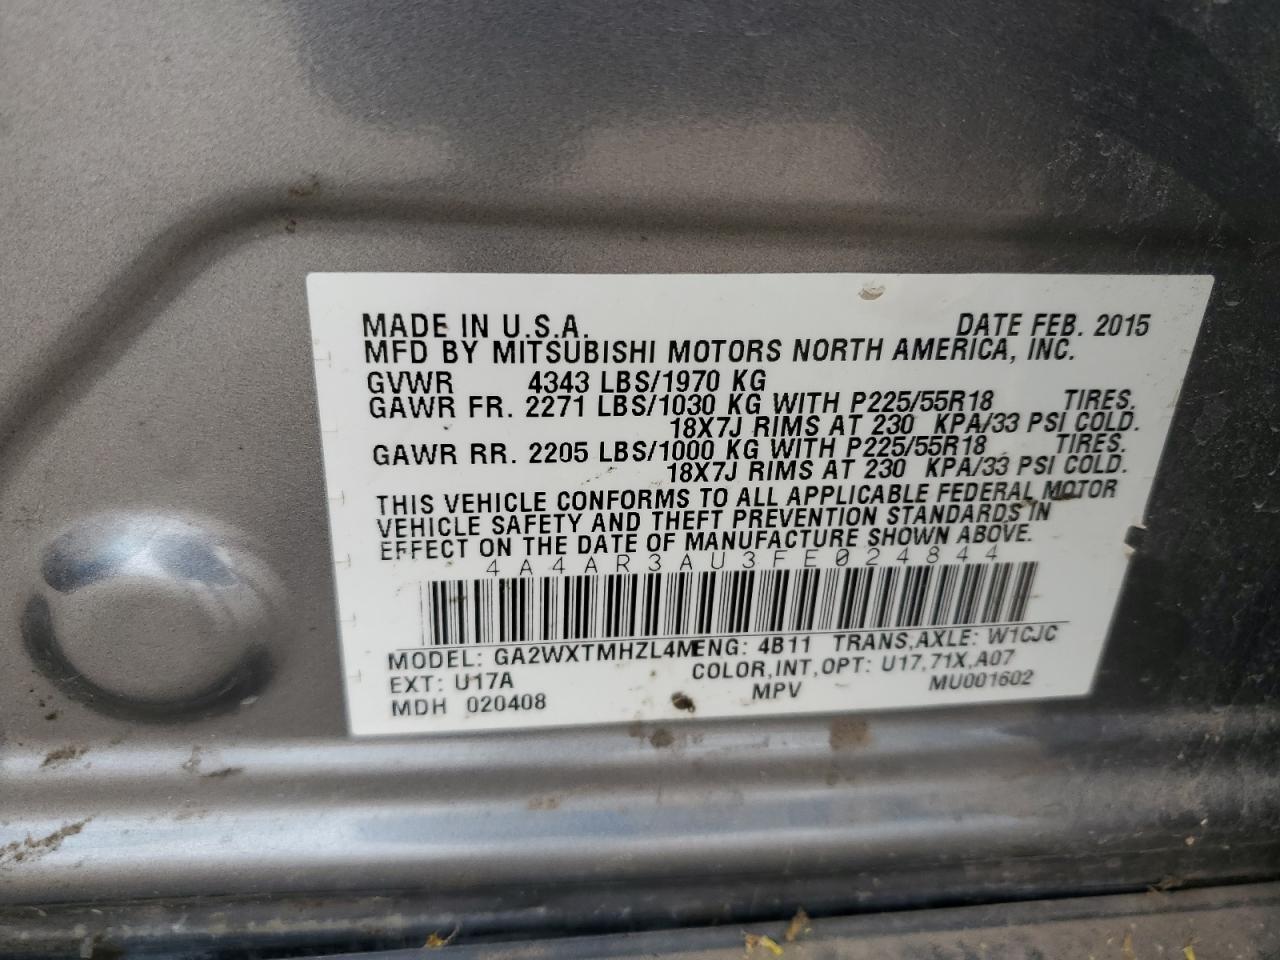 MADE IN U.S.A. DATE FEB. 2015
MFD BY MITSUBISHI MOTORS NORTH AMERICA, INC.
GVWR 4343 LBS/1970 KG
GAWR FR. 2271 LBS/1030 KG WITH P225/55R18 TIRES.
18X7J RIMS AT 230 KPA/33 PSI COLD.
GAWR RR. 2205 LBS/1000 KG WITH P225/55R18 TIRES.
18X7J RIMS AT 230 KPA/33 PSI COLD.
THIS VEHICLE CONFORMS TO ALL APPLICABLE FEDERAL MOTOR
VEHICLE SAFETY AND THEFT PREVENTION STANDARDS IN
EFFECT ON THE DATE OF MANUFACTURE SHOWN ABOVE.
4A4AR3AU3FE024844
MODEL: GA2WXTMHZL4M ENG: 4B11 TRANS,AXLE: W1CJC
EXT: U17A COLOR,INT,OPT: U17,71X,A07
MDH 020408 MPV MU001602